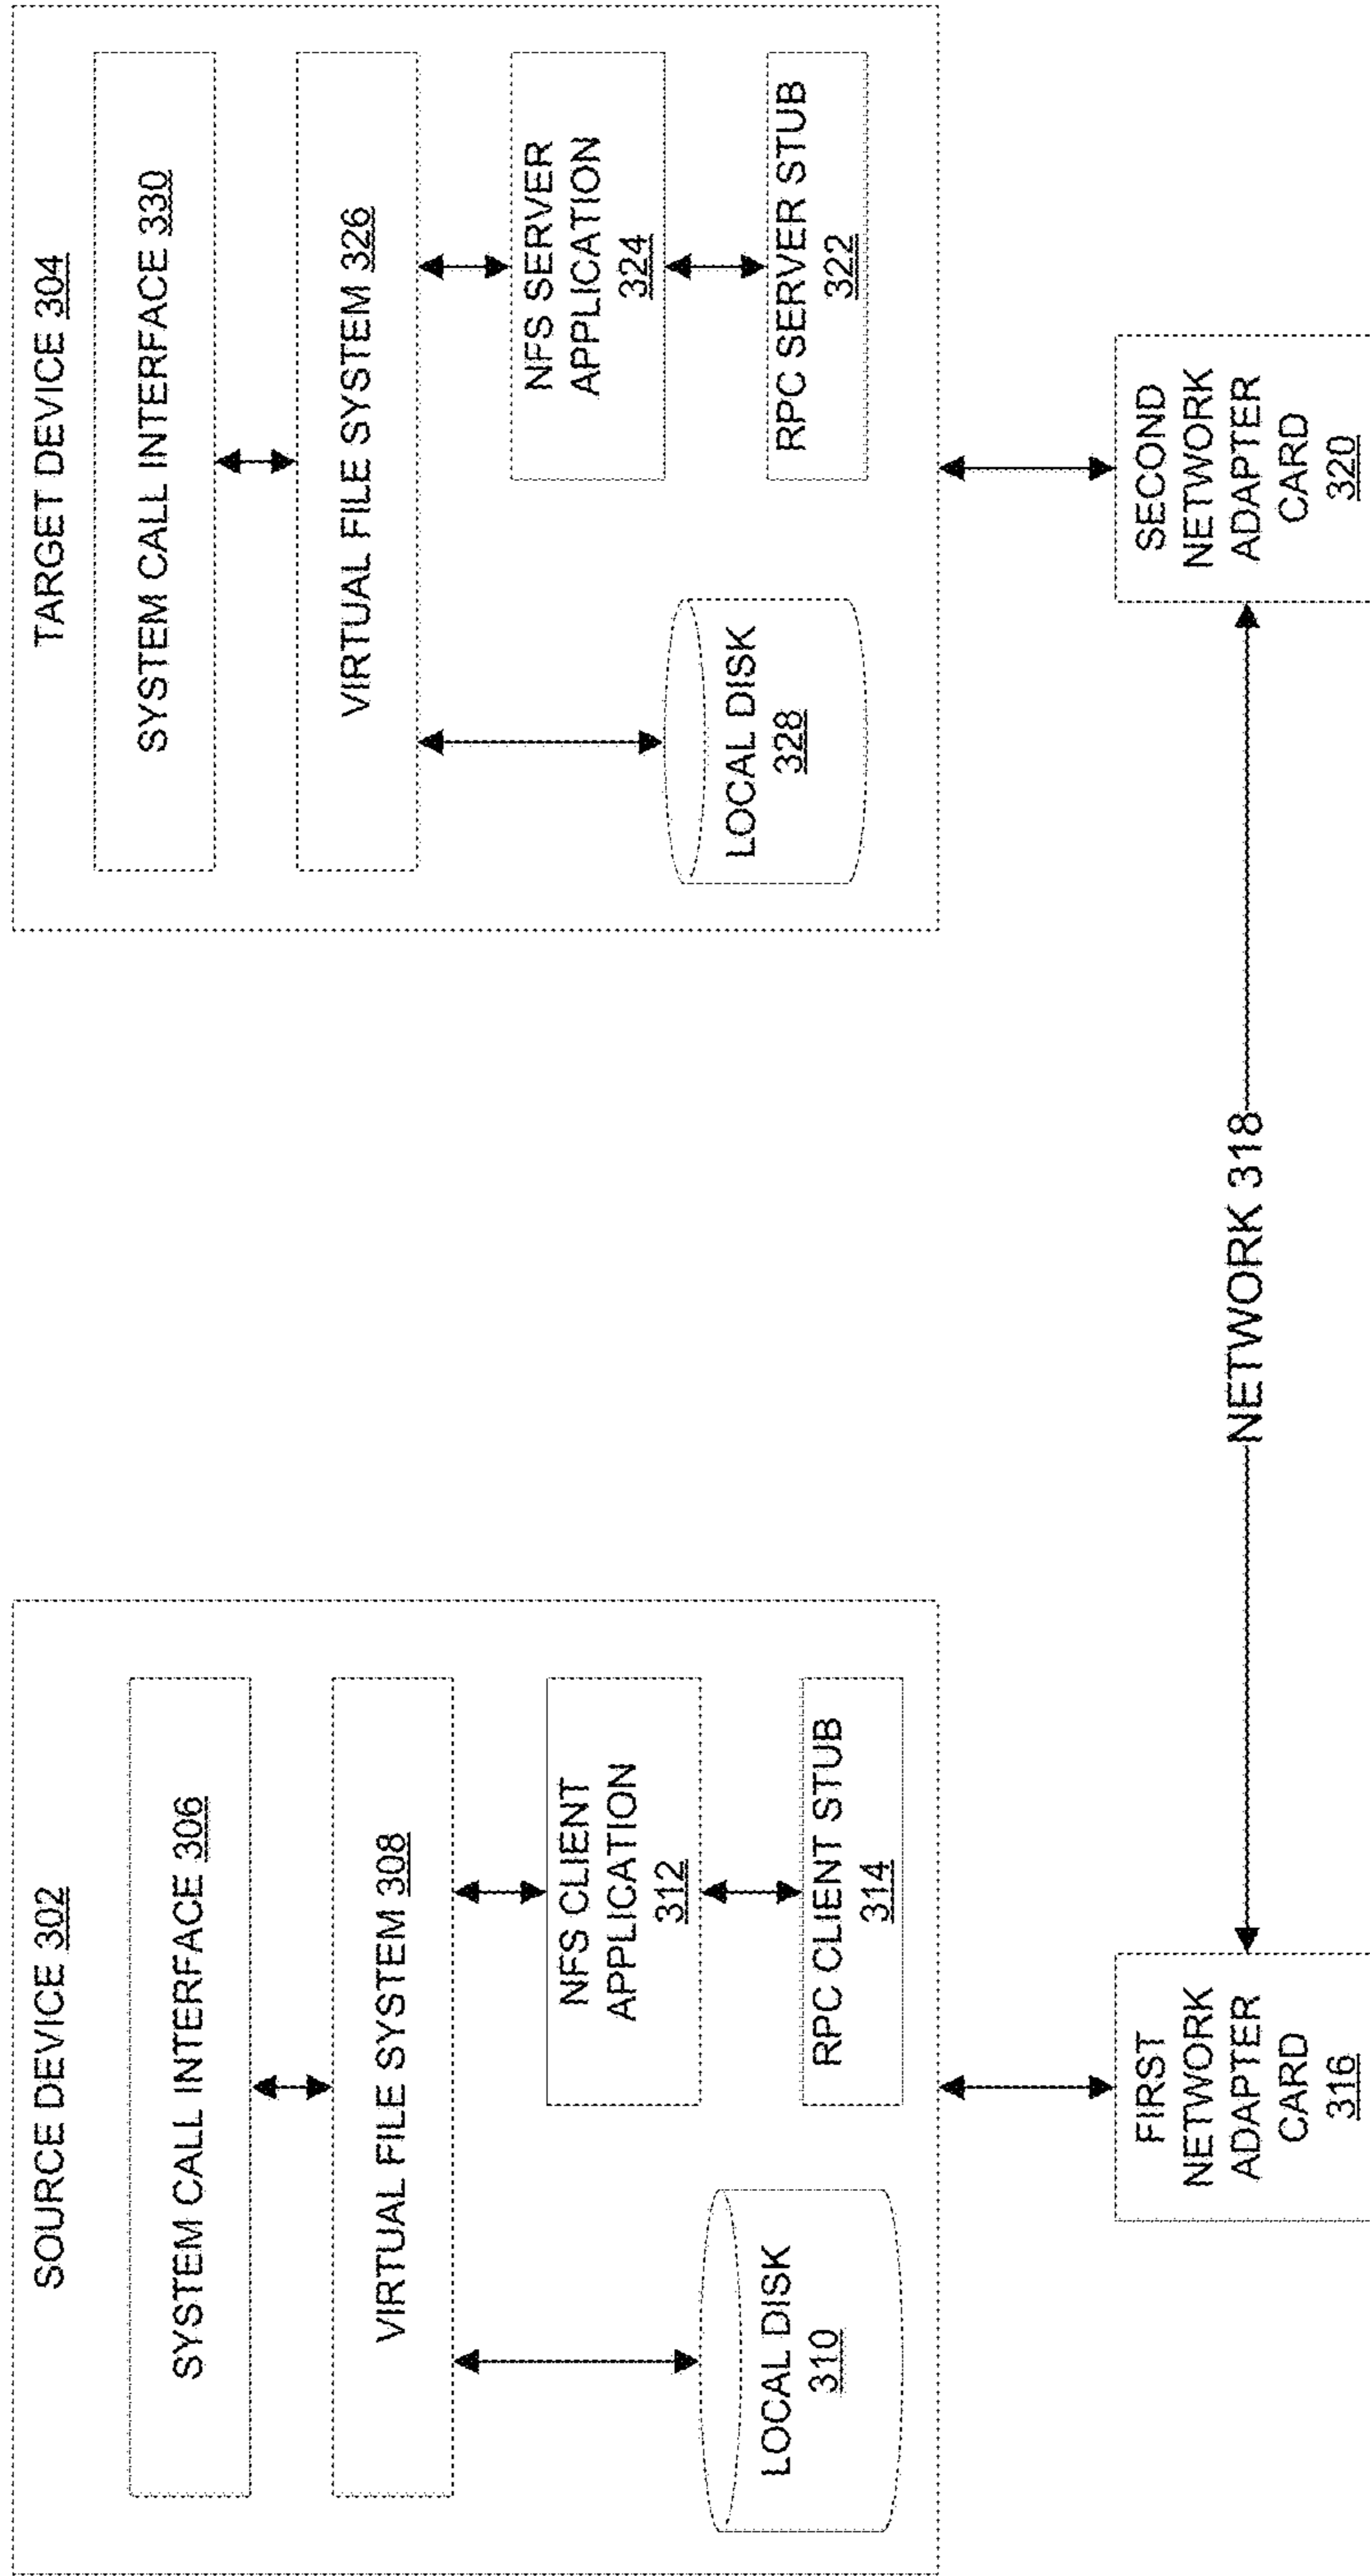 SOURCE DEVICE 302
SYSTEM CALL INTERFACE 306
VIRTUAL FILE SYSTEM 308
LOCAL DISK
310
NFS CLIENT
APPLICATION
312
RPC CLIENT STUB
314
FIRST
NETWORK
ADAPTER
CARD
316
NETWORK 318
TARGET DEVICE 304
SYSTEM CALL INTERFACE 330
VIRTUAL FILE SYSTEM 326
LOCAL DISK
328
NFS SERVER
APPLICATION
324
RPC SERVER STUB
322
SECOND
NETWORK
ADAPTER
CARD
320